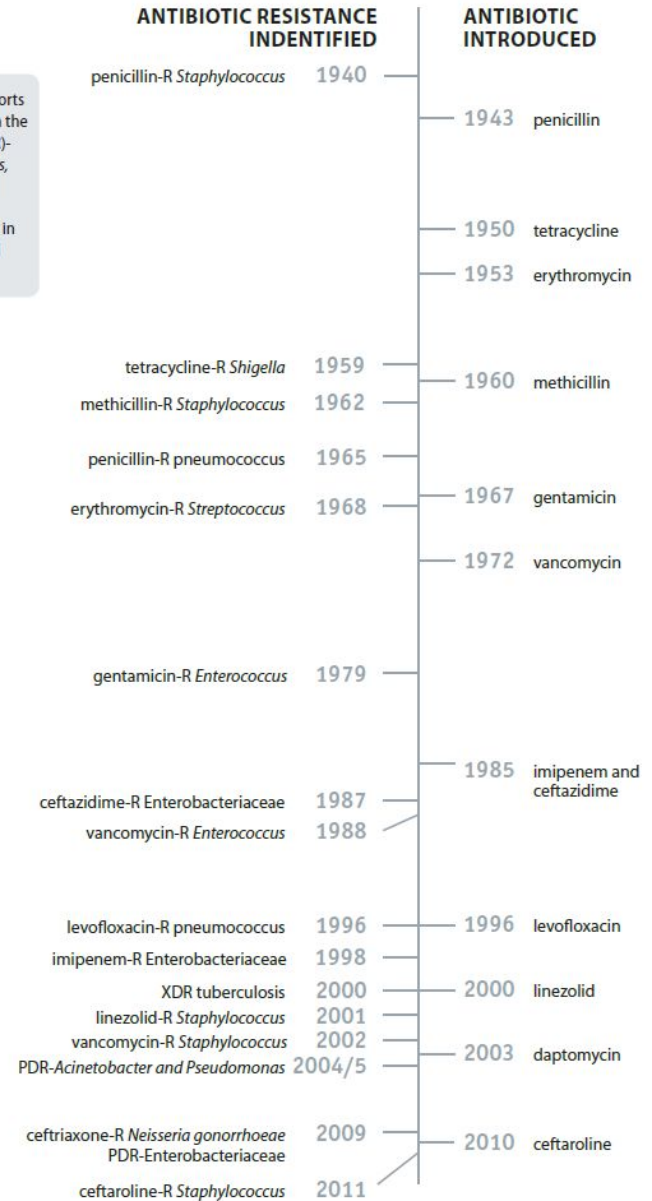 ANTIBIOTIC RESISTANCE
INDENTIFIED
ANTIBIOTIC
INTRODUCED
penicillin-R Staphylococcus 1940
orts
the
)-
s,
in
1943 penicillin
1950 tetracycline
1953 erythromycin
tetracycline-R Shigella 1959
1960 methicillin
methicillin-R Staphylococcus 1962
penicillin-R pneumococcus 1965
1967 gentamicin
erythromycin-R Streptococcus 1968
1972 vancomycin
gentamicin-R Enterococcus 1979
1985 imipenem and
ceftazidime
ceftazidime-R Enterobacteriaceae 1987
vancomycin-R Enterococcus 1988
levofloxacin-R pneumococcus 1996
1996 levofloxacin
imipenem-R Enterobacteriaceae 1998
XDR tuberculosis 2000
2000 linezolid
linezolid-R Staphylococcus 2001
vancomycin-R Staphylococcus 2002
2003 daptomycin
PDR-Acinetobacter and Pseudomonas 2004/5
ceftriaxone-R Neisseria gonorrhoeae 2009
PDR-Enterobacteriaceae
2010 ceftaroline
ceftaroline-R Staphylococcus 2011